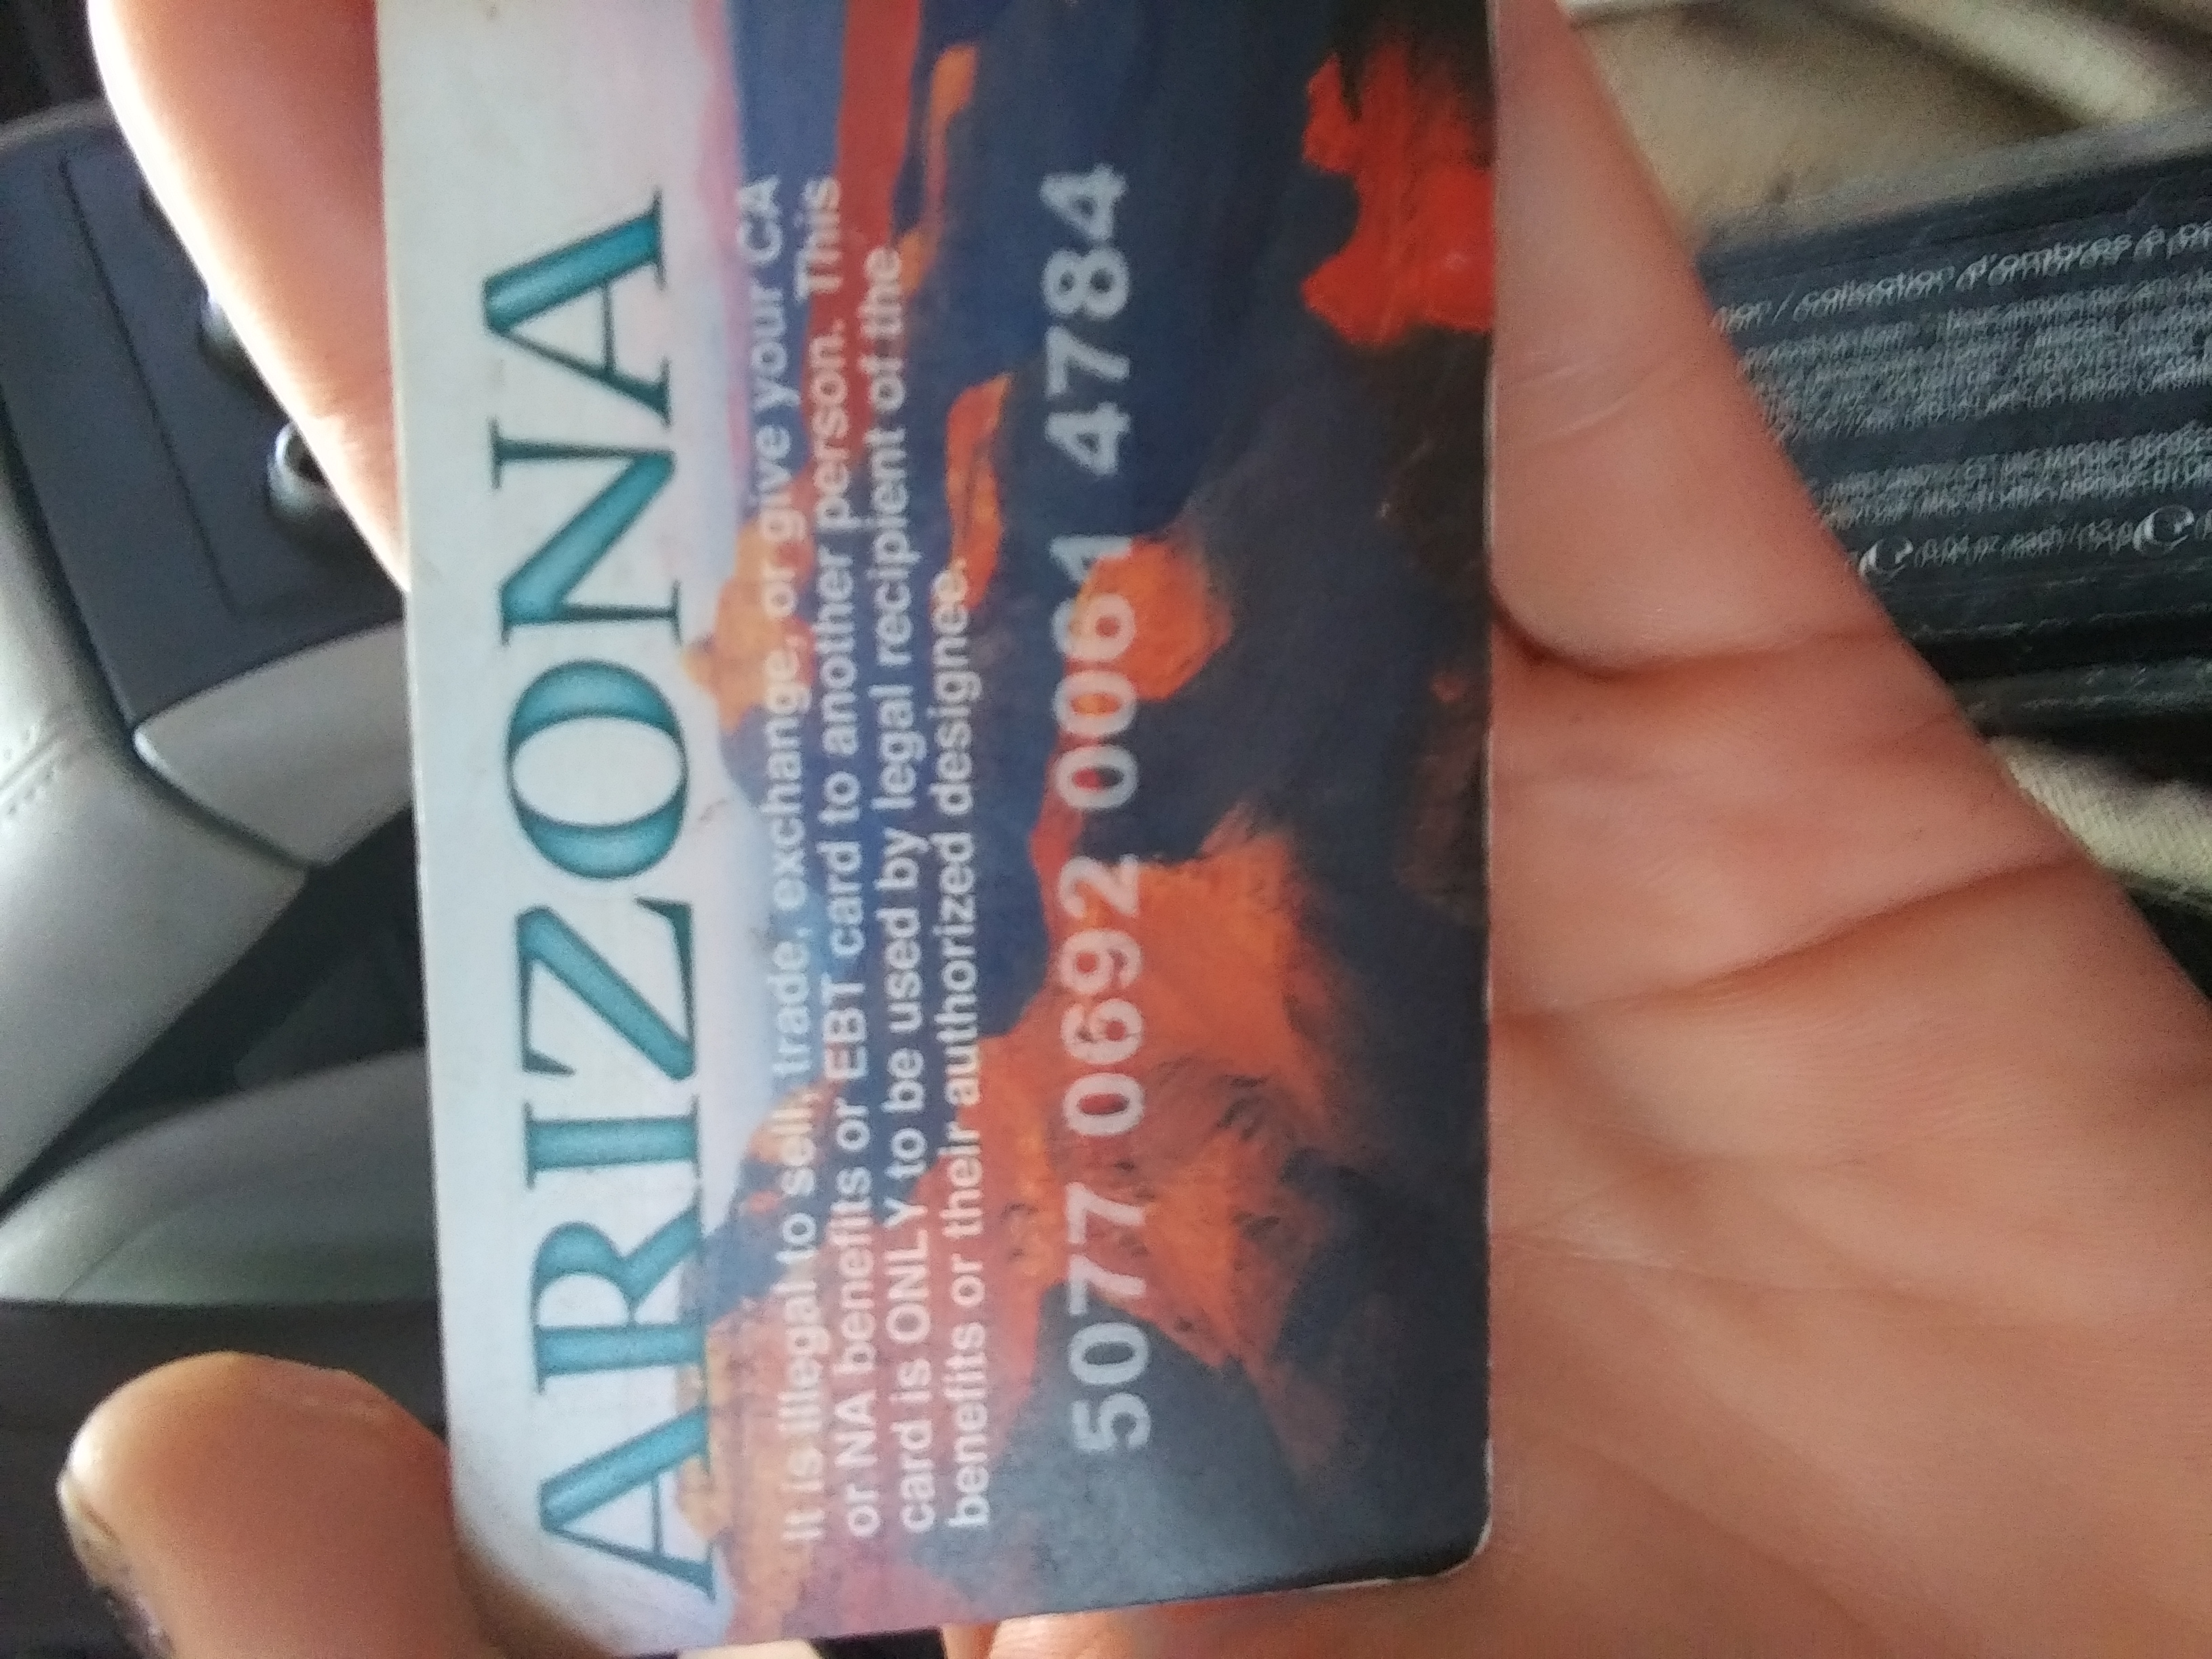 ARIZONA
It is illegal to sell, trade, exchange, or give your CA
or NA benefits or EBT card to another person. This
card is ONLY to be used by legal recipient of the
benefits or their authorized designee.
5077 0692 0061 4784
/ collection d'ombres à